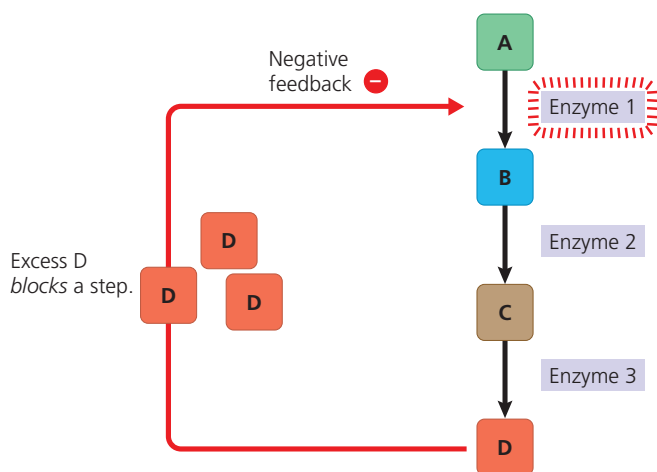 A
Negative
feedback
Enzyme 1
B
D
Enzyme 2
Excess D
blocks a step.
D
D
C
Enzyme 3
D